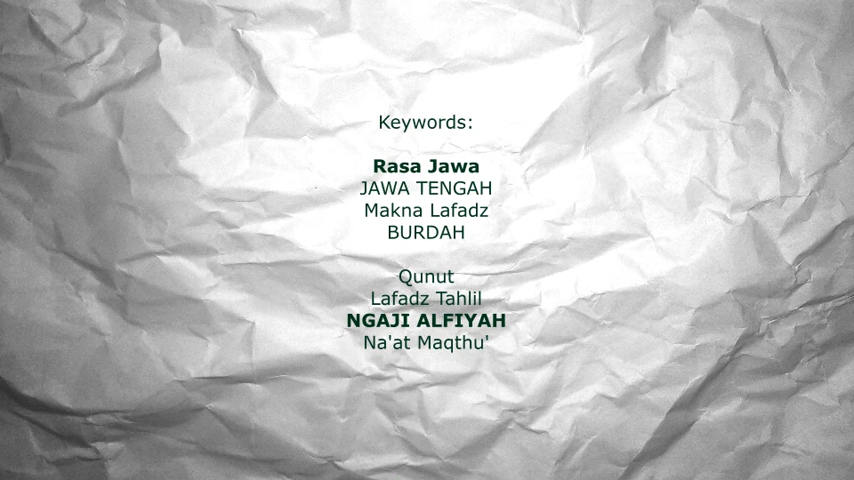 Keywords:
Rasa Jawa
JAWA TENGAH
Makna Lafadz
BURDAH
Qunut
Lafadz Tahlil
NGAJI ALFIYAH
Na'at Maqthu'